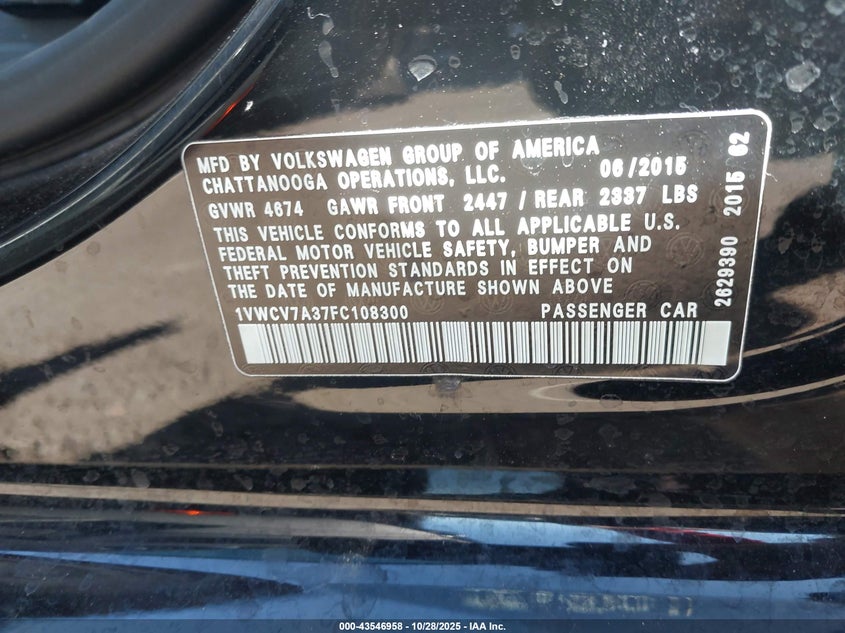 MFD BY VOLKSWAGEN GROUP OF AMERICA
CHATTANOOGA OPERATIONS, LLC. 06/2015
GVWR 4674 GAWR FRONT 2447 / REAR 2337 LBS
THIS VEHICLE CONFORMS TO ALL APPLICABLE U.S.
FEDERAL MOTOR VEHICLE SAFETY, BUMPER AND
THEFT PREVENTION STANDARDS IN EFFECT ON
THE DATE OF MANUFACTURE SHOWN ABOVE
1VWCV7A37FC108300 PASSENGER CAR
2629390 2015 62
000-43546958 | 10/28/2025 - IAA Inc.